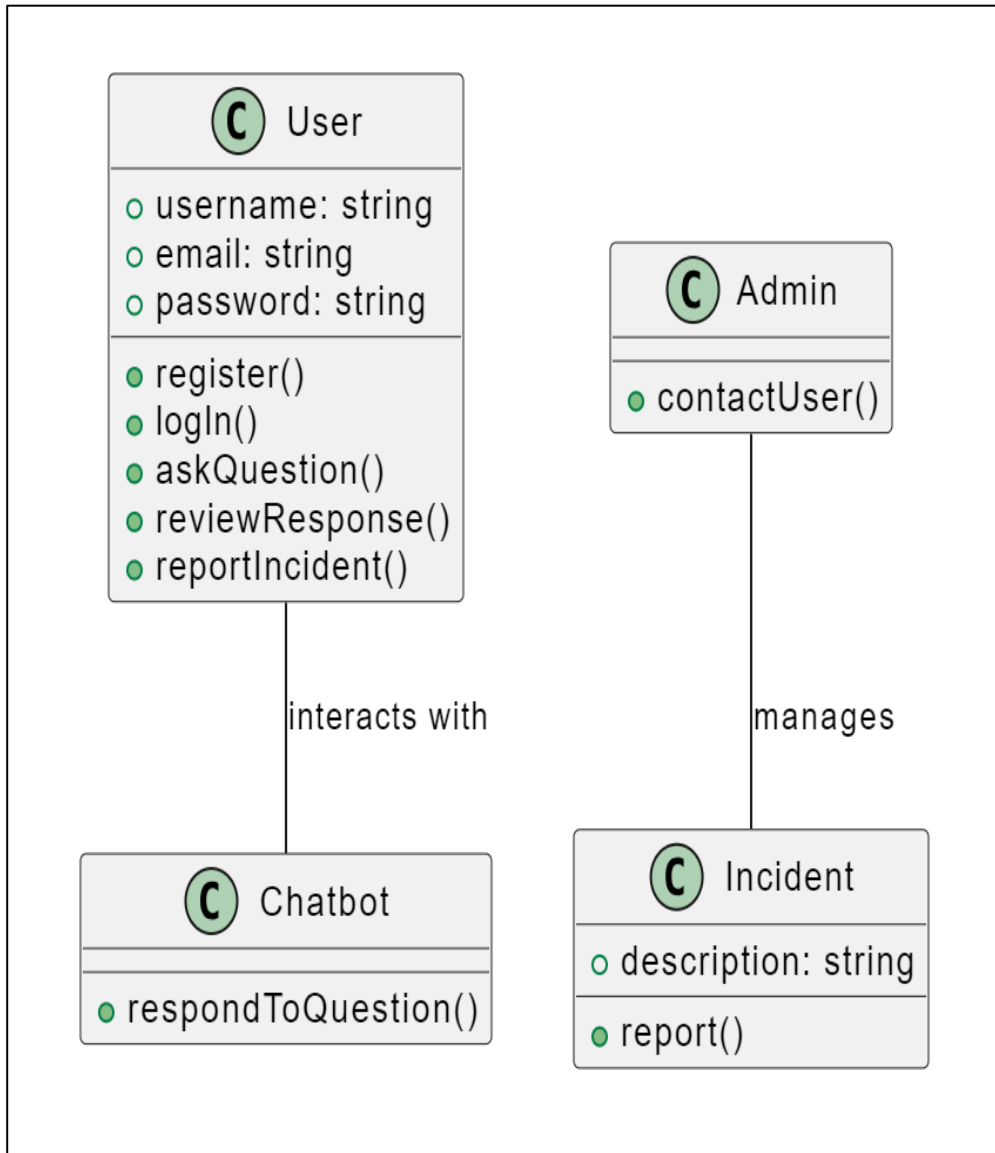 C User
username: string
email: string
password: string
register()
logIn()
askQuestion()
reviewResponse()
reportIncident()
interacts with
C Chatbot
respondToQuestion()
C Admin
contactUser()
manages
C Incident
description: string
report()